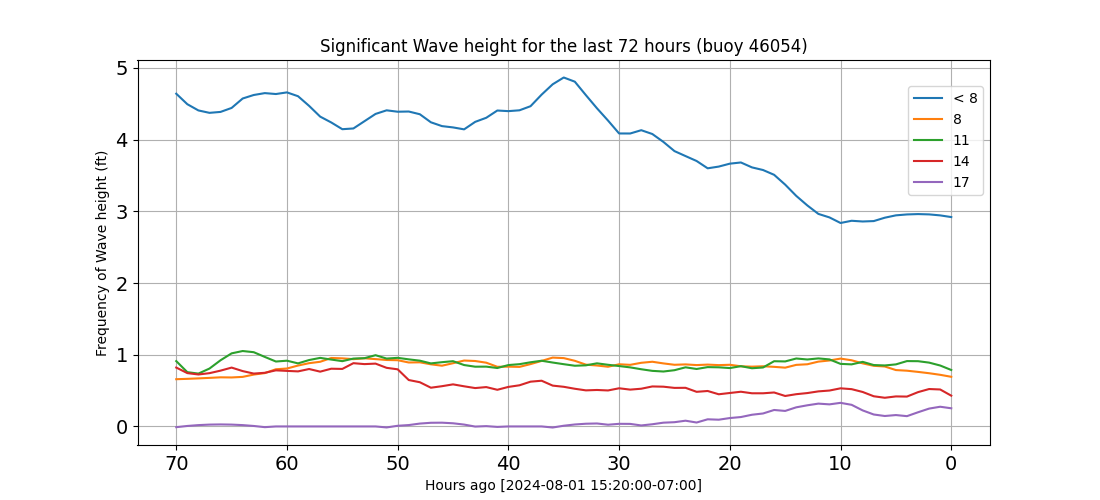 Significant Wave height for the last 72 hours (buoy 46054)
Frequency of Wave height (ft)
5
4
3
2
1
0
< 8
8
11
14
17
70 60 50 40 30 20 10 0
Hours ago [2024-08-01 15:20:00-07:00]